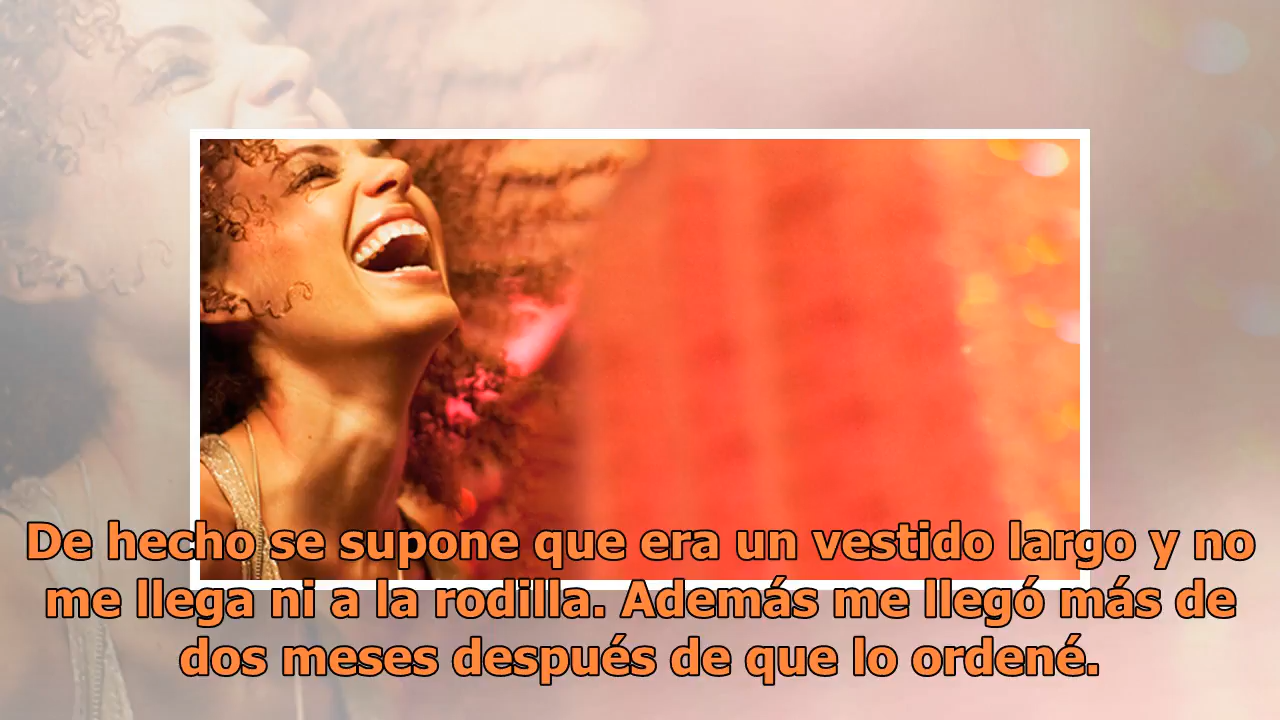 De hecho se supone que era un vestido largo y no
me llega ni a la rodilla. Además me llegó más de
dos meses después de que lo ordené.